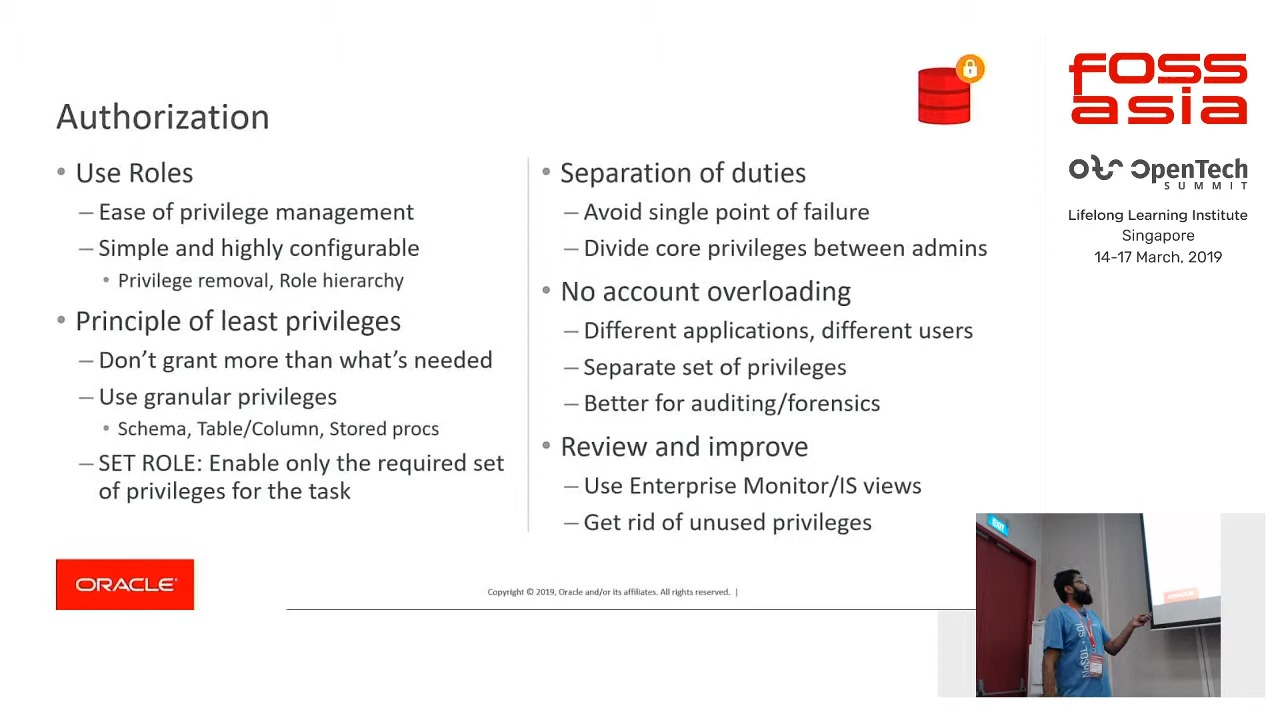 Authorization
• Use Roles
– Ease of privilege management
– Simple and highly configurable
• Privilege removal, Role hierarchy
• Principle of least privileges
– Don’t grant more than what’s needed
– Use granular privileges
• Schema, Table/Column, Stored procs
– SET ROLE: Enable only the required set
of privileges for the task
• Separation of duties
– Avoid single point of failure
– Divide core privileges between admins
• No account overloading
– Different applications, different users
– Separate set of privileges
– Better for auditing/forensics
• Review and improve
– Use Enterprise Monitor/IS views
– Get rid of unused privileges
ORACLE®
Copyright © 2019, Oracle and/or its affiliates. All rights reserved. |
FOSS
asia
OpenTech
SUMMIT
Lifelong Learning Institute
Singapore
14-17 March, 2019
EXIT
ORACLE
NoSQL + SQL